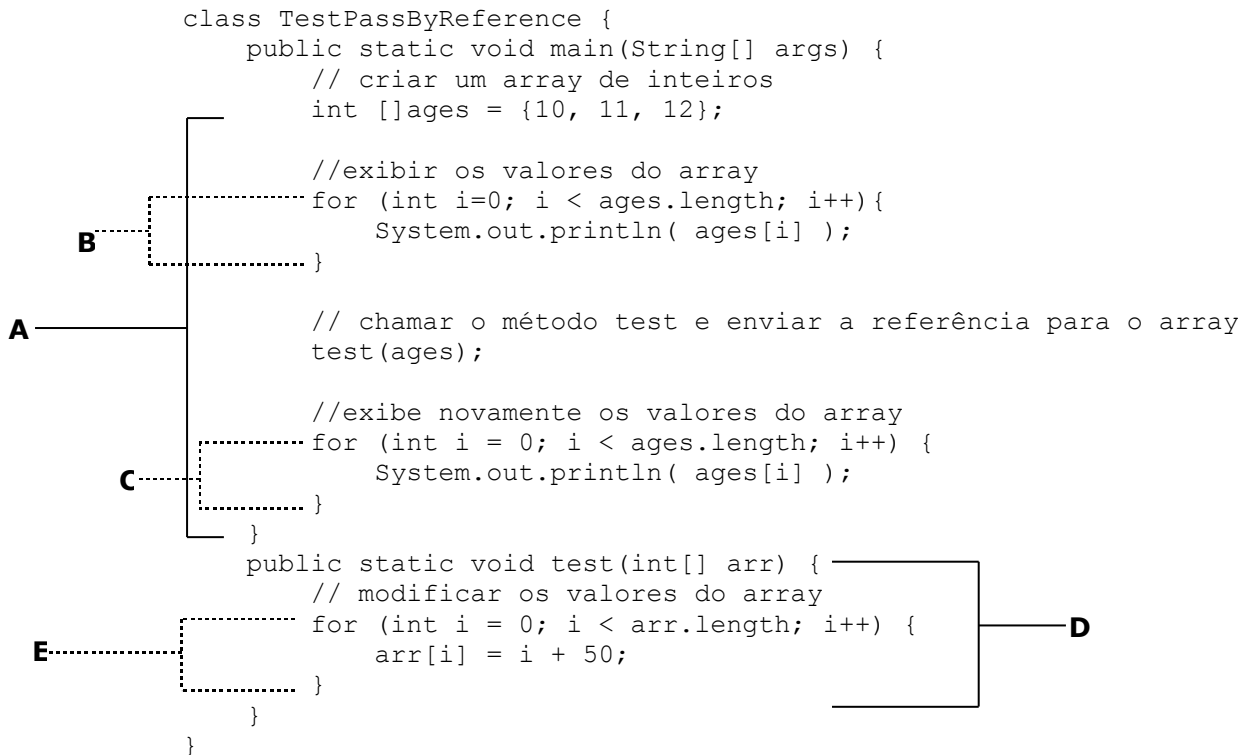 class TestPassByReference {
public static void main(String[] args) {
// criar um array de inteiros
int []ages = {10, 11, 12};
//exibir os valores do array
for (int i=0; i < ages.length; i++){
System.out.println( ages[i] );
B
}
// chamar o método test e enviar a referência para o array
A
test(ages);
//exibe novamente os valores do array
for (int i = 0; i < ages.length; i++) {
System.out.println( ages[i] );
C
}
}
public static void test(int[] arr) {
// modificar os valores do array
for (int i = 0; i < arr.length; i++) {
D
arr[i] = i + 50;
E
}
}
}